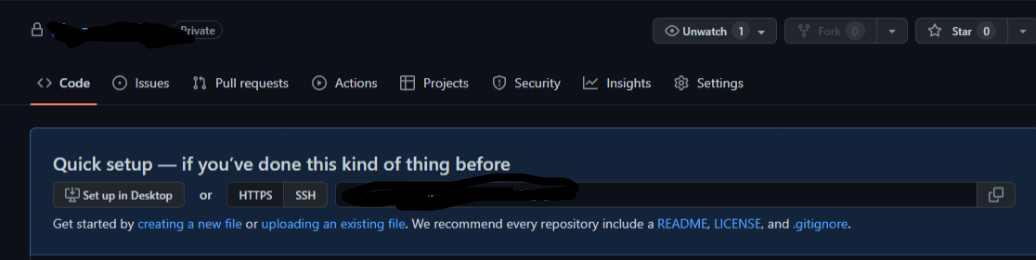 Private
Unwatch 1
Fork 0
Star 0
Code Issues Pull requests Actions Projects Security Insights Settings
Quick setup — if you've done this kind of thing before
Set up in Desktop or HTTPS SSH
Get started by creating a new file or uploading an existing file. We recommend every repository include a README, LICENSE, and .gitignore.